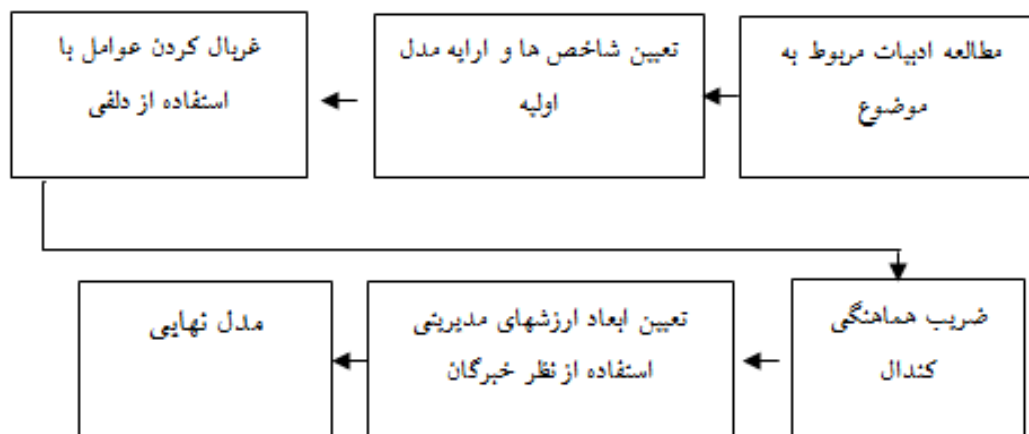 مطالعه ادبیات مربوط به
موضوع
تعیین شاخص ها و ارایه مدل
اولیه
غربال کردن عوامل با
استفاده از دلفی
ضریب هماهنگی
کندال
تعیین ابعاد ارزشهای مدیریتی
استفاده از نظر خبرگان
مدل نهایی